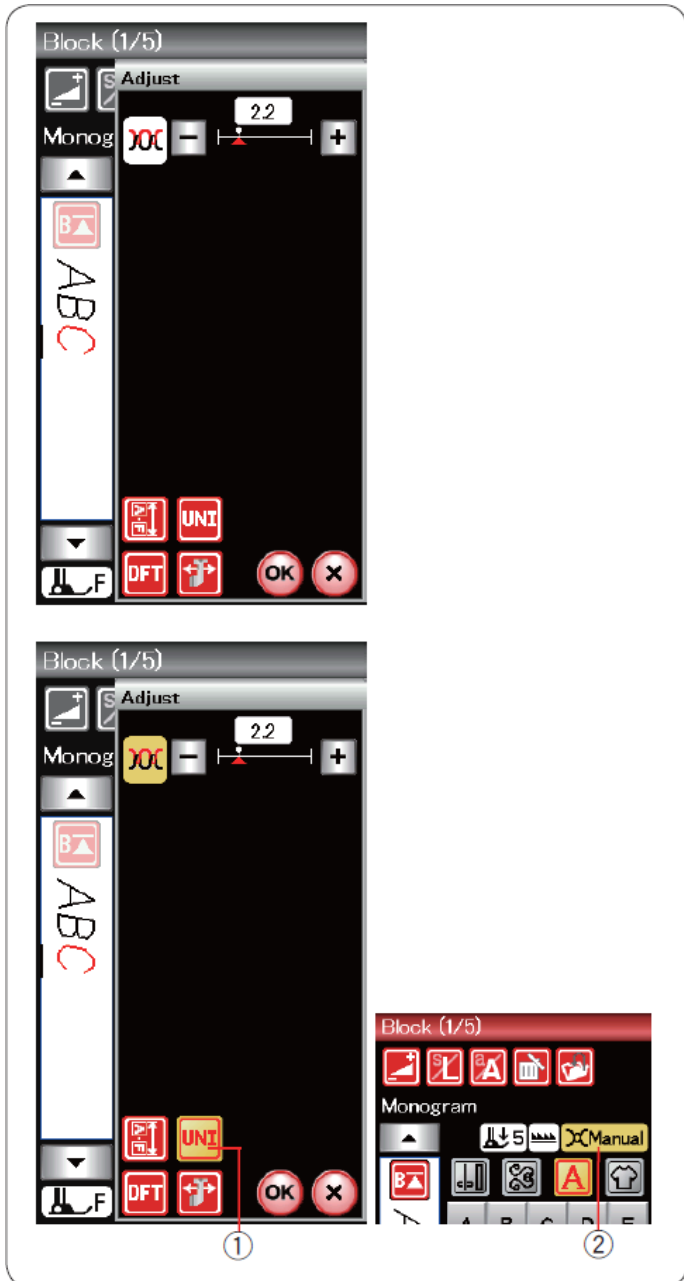 Block (1/5)
Adjust
Monog
2.2
ABC
UNI
DFT
OK
F
Block (1/5)
Adjust
Monog
2.2
ABC
UNI
DFT
OK
F
①
Block (1/5)
Monogram
5
Manual
A
A B C D E
②